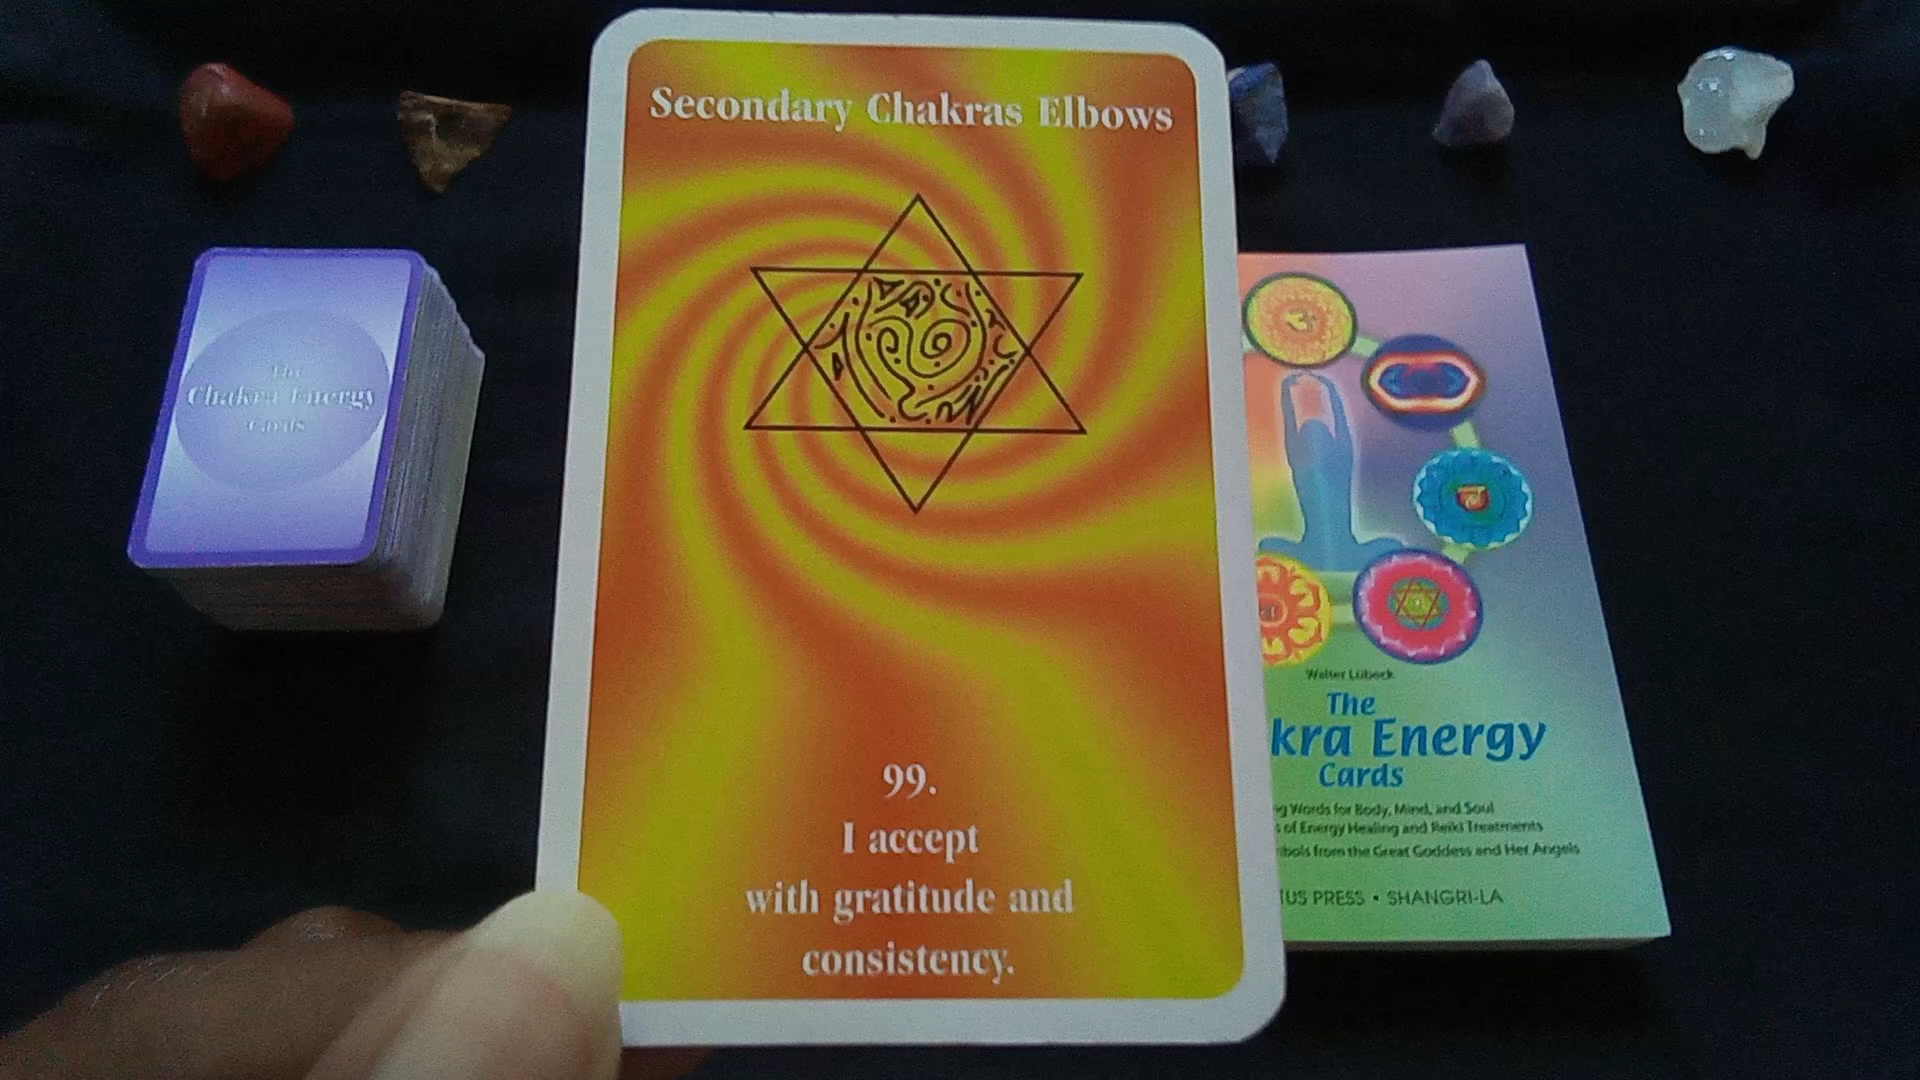 Secondary Chakras Elbows
99.
I accept
with gratitude and
consistency.
The
Chakra Energy
Cards
Walter Lübeck
The
kra Energy
Cards
Words for Body, Mind, and Soul
of Energy Healing and Reiki Treatments
from the Great Goddess and Her Angels
US PRESS • SHANGRI-LA